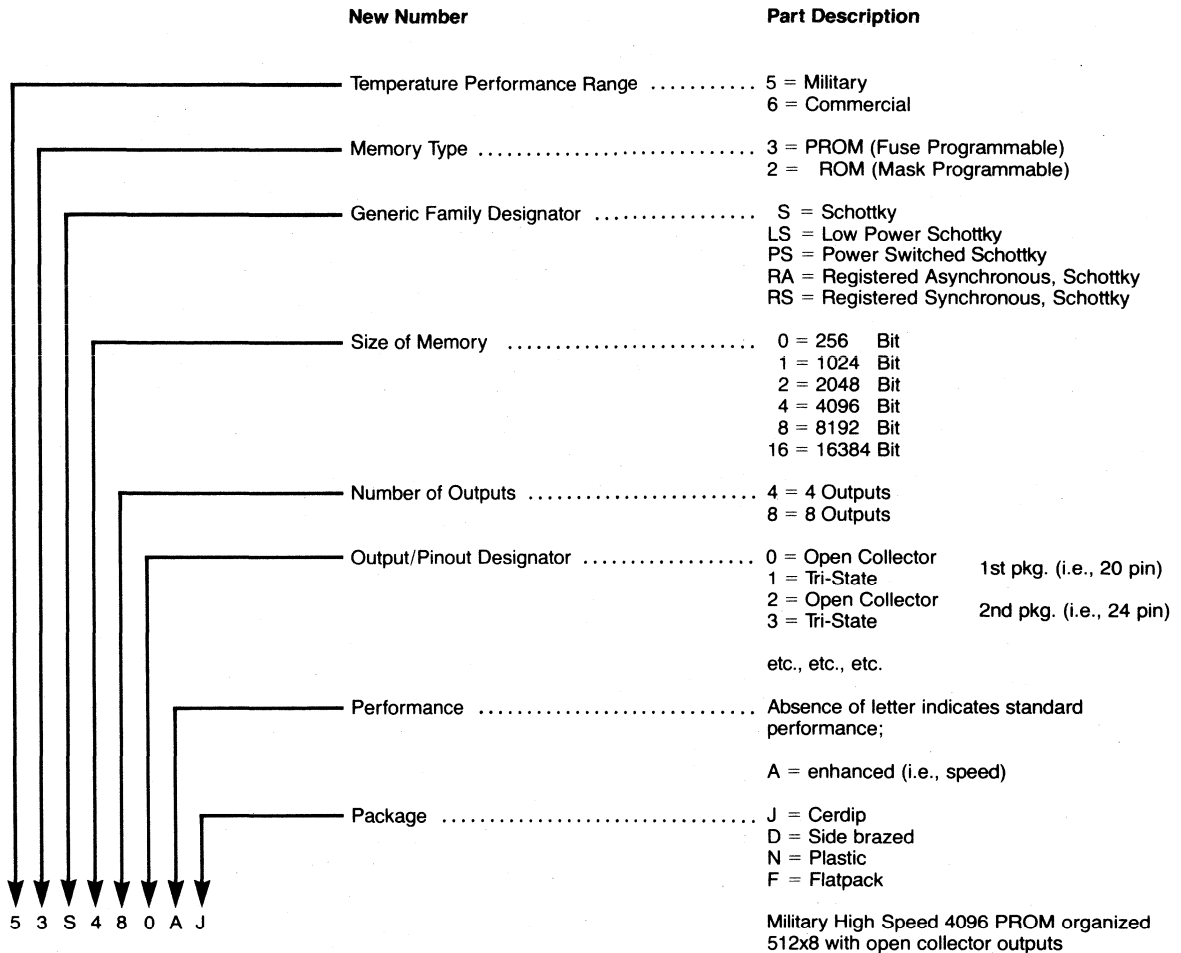 New Number Part Description
Temperature Performance Range ........... 5 = Military
6 = Commercial
Memory Type ............................ 3 = PROM (Fuse Programmable)
2 = ROM (Mask Programmable)
Generic Family Designator ................ S = Schottky
LS = Low Power Schottky
PS = Power Switched Schottky
RA = Registered Asynchronous, Schottky
RS = Registered Synchronous, Schottky
Size of Memory ......................... 0 = 256 Bit
1 = 1024 Bit
2 = 2048 Bit
4 = 4096 Bit
8 = 8192 Bit
16 = 16384 Bit
Number of Outputs ....................... 4 = 4 Outputs
8 = 8 Outputs
Output/Pinout Designator ................. 0 = Open Collector
1 = Tri-State 1st pkg. (i.e., 20 pin)
2 = Open Collector
3 = Tri-State 2nd pkg. (i.e., 24 pin)
etc., etc., etc.
Performance ............................ Absence of letter indicates standard
performance;
A = enhanced (i.e., speed)
Package ................................ J = Cerdip
D = Side brazed
N = Plastic
F = Flatpack
5 3 S 4 8 0 A J
Military High Speed 4096 PROM organized
512x8 with open collector outputs